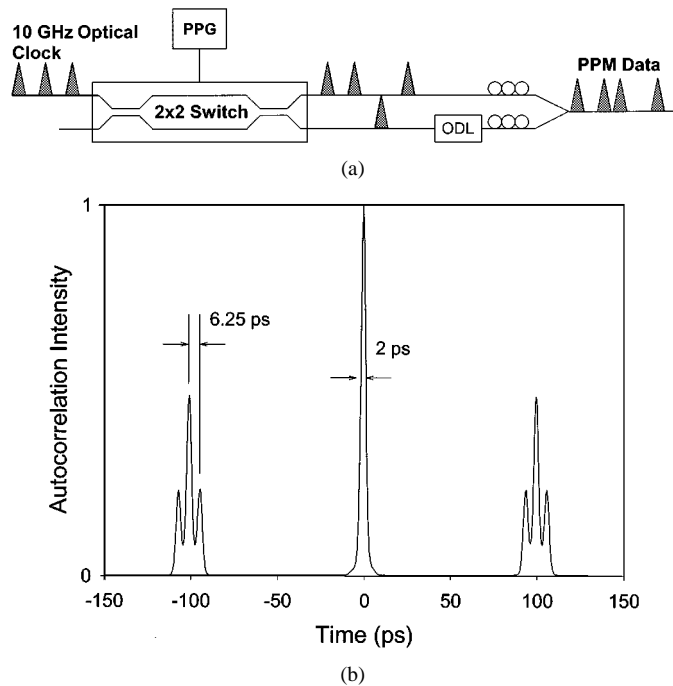 10 GHz Optical
Clock
PPG
2x2 Switch
ODL
PPM Data
(a)
Autocorrelation Intensity
1
0
6.25 ps
2 ps
-150 -100 -50 0 50 100 150
Time (ps)
(b)